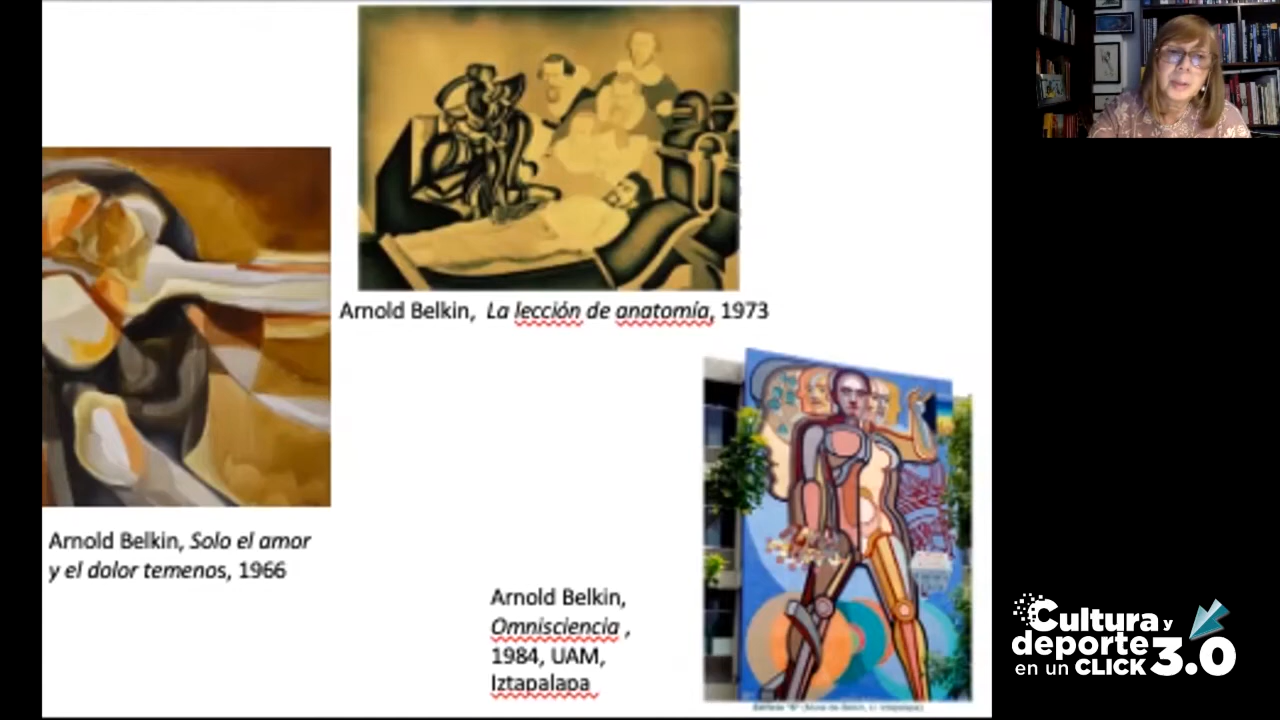 Arnold Belkin, La lección de anatomía, 1973
Arnold Belkin, Solo el amor
y el dolor temenos, 1966
Arnold Belkin,
Omnisciencia ,
1984, UAM,
Iztapalapa
Cultura y
deporte
en un CLICK 3.0